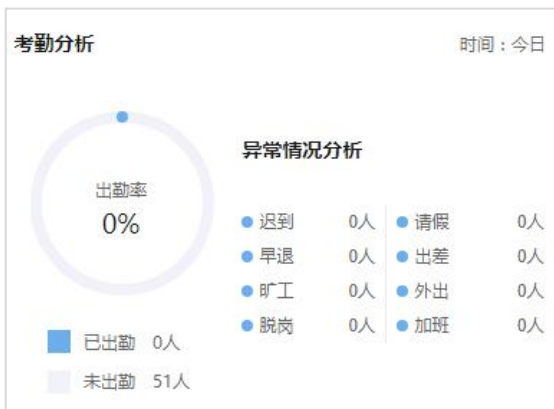 考勤分析 时间：今日
出勤率
0%
已出勤 0人
未出勤 51人
异常情况分析
迟到 0人 请假 0人
早退 0人 出差 0人
旷工 0人 外出 0人
脱岗 0人 加班 0人